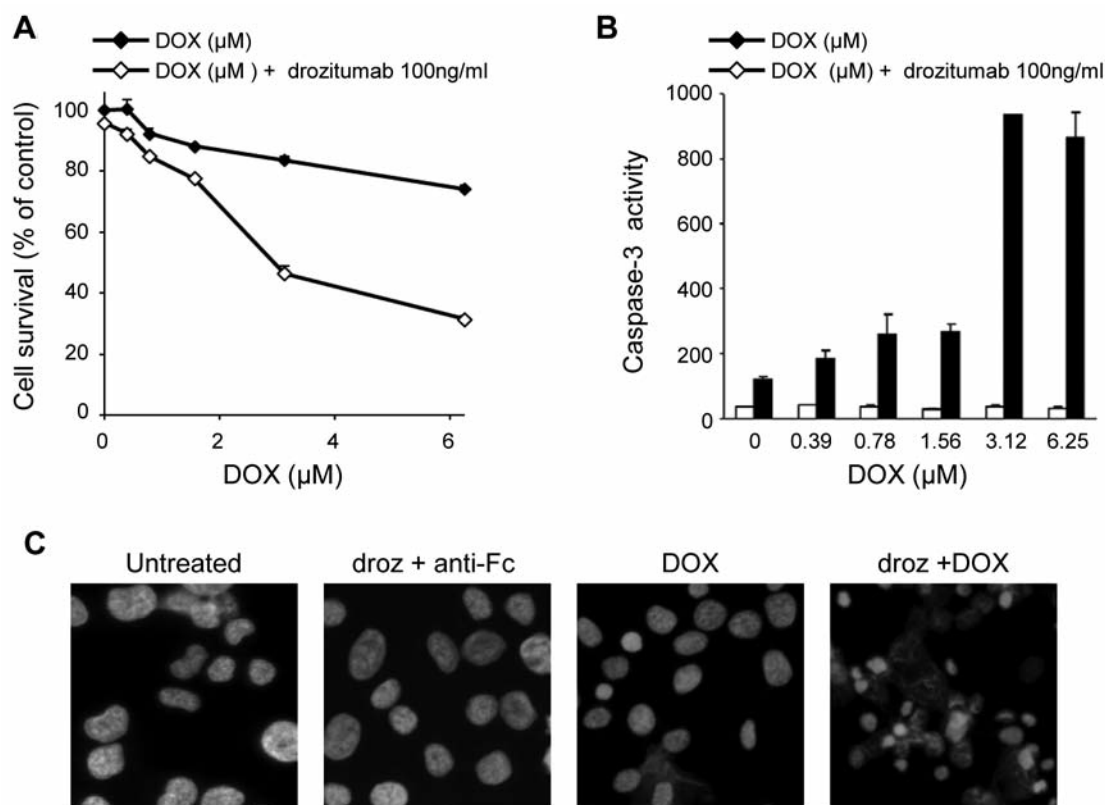 A
DOX (µM)
DOX (µM ) + drozitumab 100ng/ml
Cell survival (% of control)
100
80
60
40
20
0
0 2 4 6
DOX (µM)
B
DOX (µM)
DOX (µM) + drozitumab 100ng/ml
Caspase-3 activity
1000
800
600
400
200
0
0 0.39 0.78 1.56 3.12 6.25
DOX (µM)
C
Untreated droz + anti-Fc DOX droz +DOX